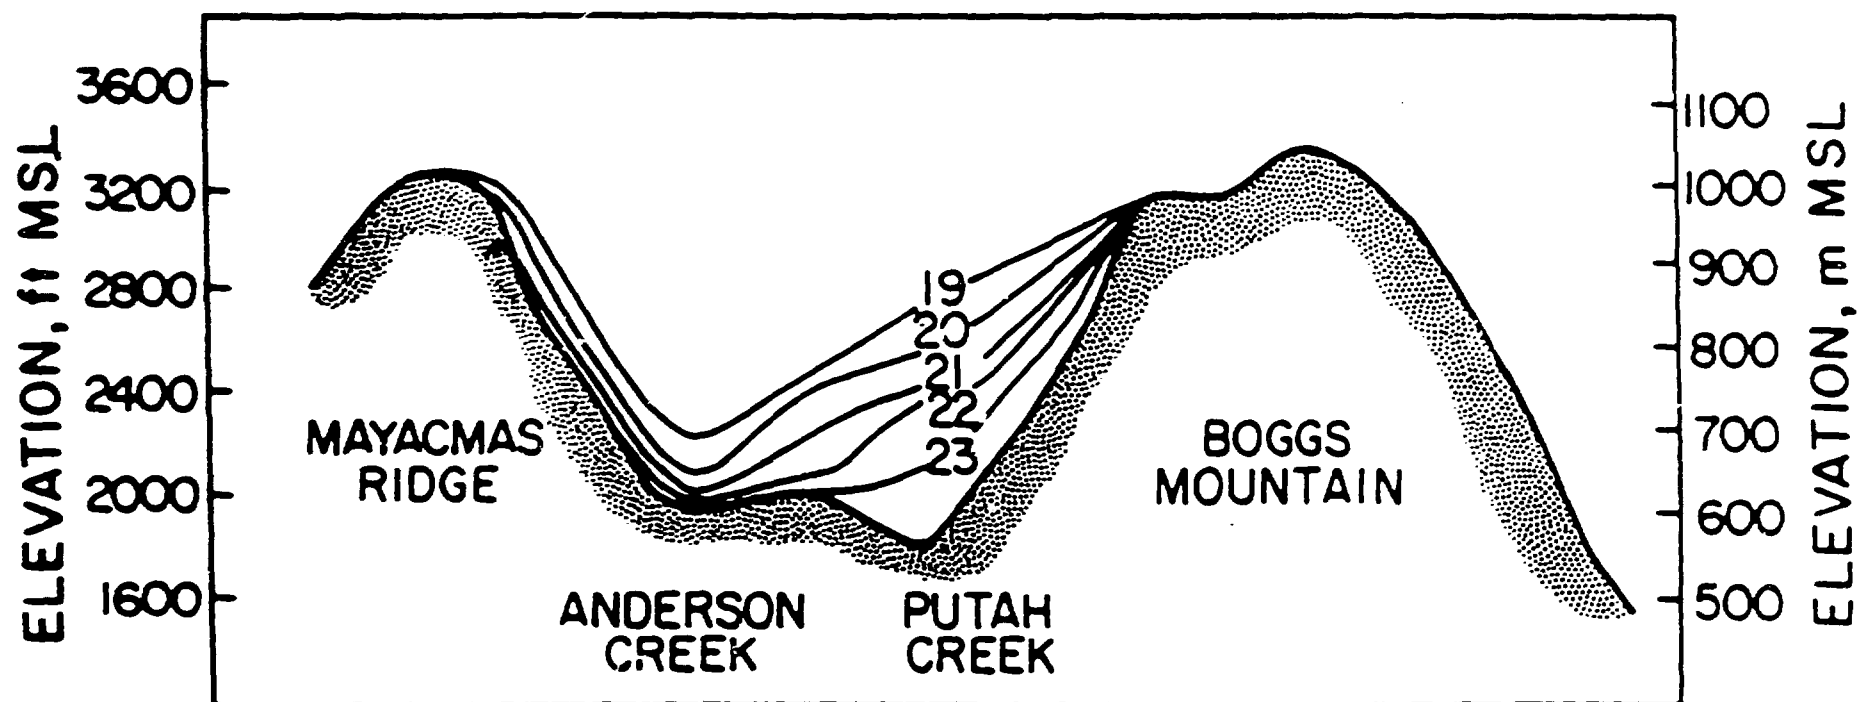 ELEVATION, ft MSL
3600
3200
2800
2400
2000
1600
MAYACMAS
RIDGE
ANDERSON
CREEK
19
20
21
22
23
PUTAH
CREEK
BOGGS
MOUNTAIN
1100
1000
900
800
700
600
500
ELEVATION, m MSL